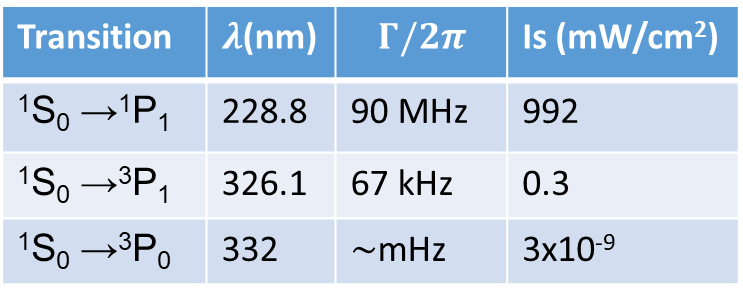 Transition λ(nm) Γ/2π Is (mW/cm²)
¹S₀ →¹P₁ 228.8 90 MHz 992
¹S₀ →³P₁ 326.1 67 kHz 0.3
¹S₀ →³P₀ 332 ~mHz 3x10⁻⁹